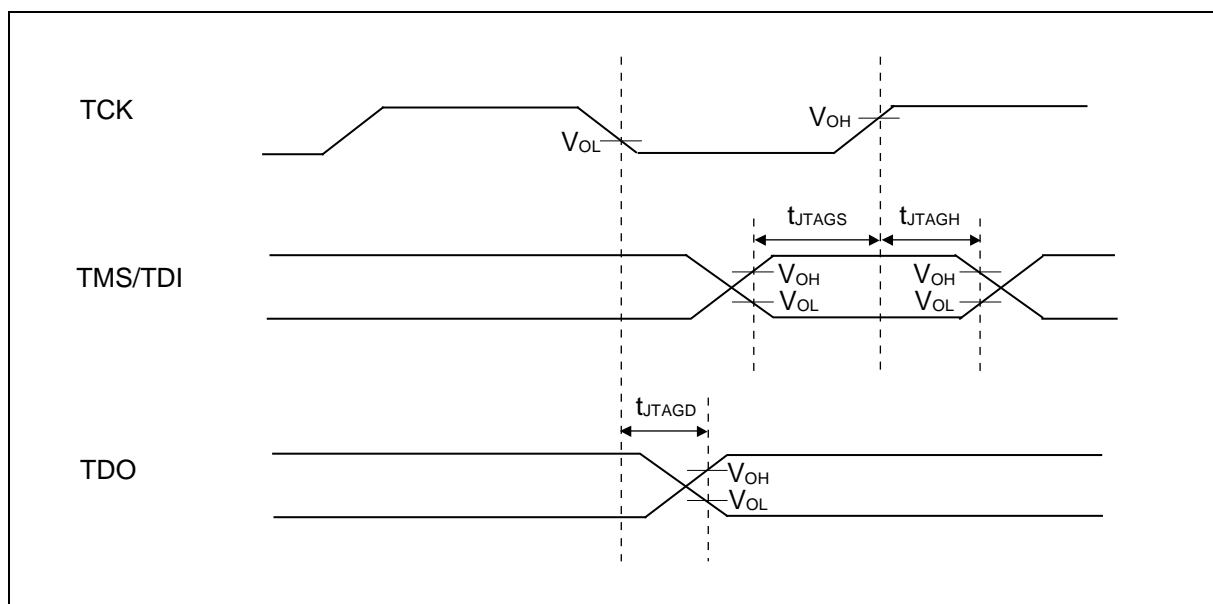 TCK
VOL
VOH
tJTAGS
tJTAGH
TMS/TDI
VOH
VOL
VOH
VOL
tJTAGD
TDO
VOH
VOL